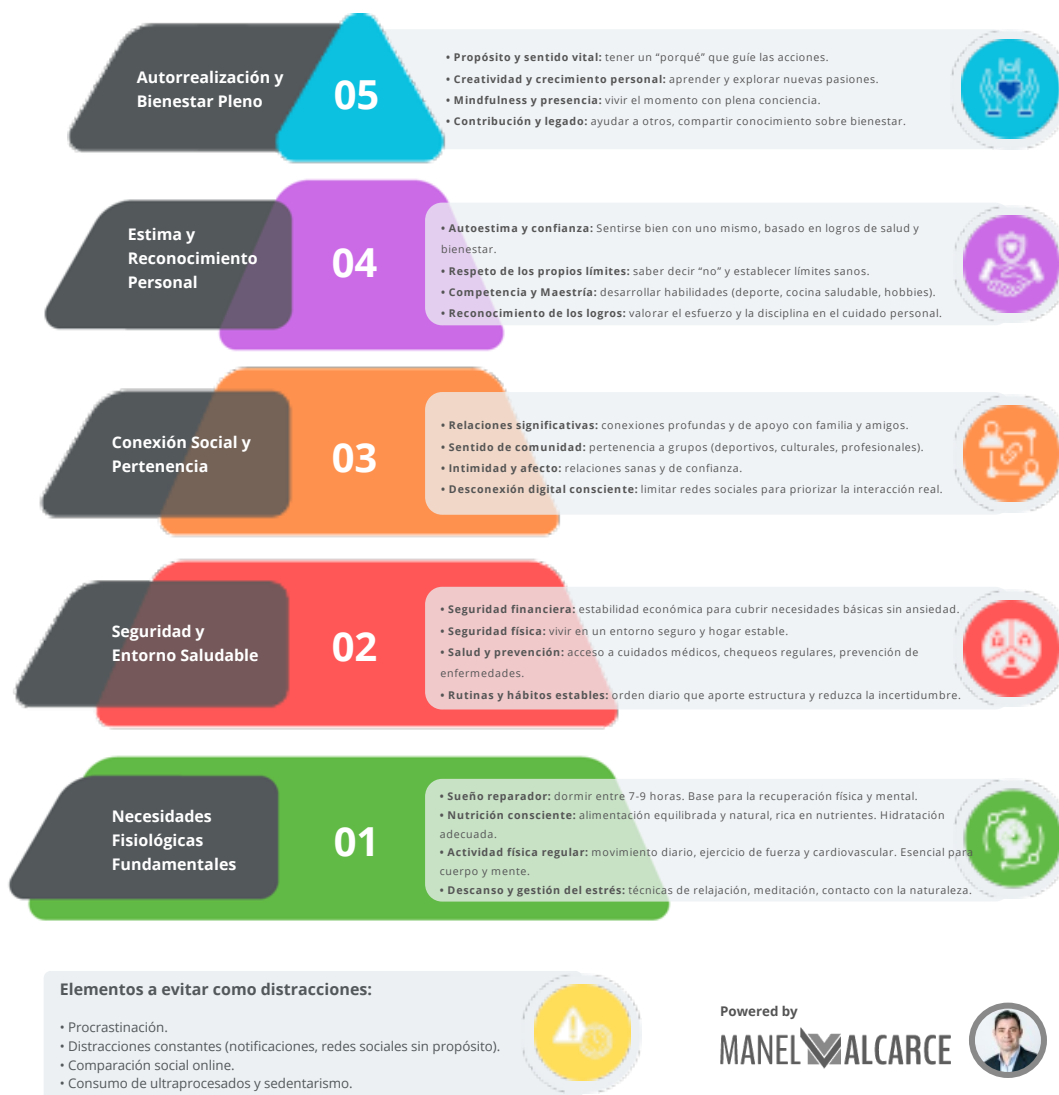 Autorrealización y
Bienestar Pleno
05
• Propósito y sentido vital: tener un “porqué” que guíe las acciones.
• Creatividad y crecimiento personal: aprender y explorar nuevas pasiones.
• Mindfulness y presencia: vivir el momento con plena conciencia.
• Contribución y legado: ayudar a otros, compartir conocimiento sobre bienestar.
Estima y
Reconocimiento
Personal
04
• Autoestima y confianza: Sentirse bien con uno mismo, basado en logros de salud y
bienestar.
• Respeto de los propios límites: saber decir “no” y establecer límites sanos.
• Competencia y Maestría: desarrollar habilidades (deporte, cocina saludable, hobbies).
• Reconocimiento de los logros: valorar el esfuerzo y la disciplina en el cuidado personal.
Conexión Social y
Pertenencia
03
• Relaciones significativas: conexiones profundas y de apoyo con familia y amigos.
• Sentido de comunidad: pertenencia a grupos (deportivos, culturales, profesionales).
• Intimidad y afecto: relaciones sanas y de confianza.
• Desconexión digital consciente: limitar redes sociales para priorizar la interacción real.
Seguridad y
Entorno Saludable
02
• Seguridad financiera: estabilidad económica para cubrir necesidades básicas sin ansiedad.
• Seguridad física: vivir en un entorno seguro y hogar estable.
• Salud y prevención: acceso a cuidados médicos, chequeos regulares, prevención de
enfermedades.
• Rutinas y hábitos estables: orden diario que aporte estructura y reduzca la incertidumbre.
Necesidades
Fisiológicas
Fundamentales
01
• Sueño reparador: dormir entre 7-9 horas. Base para la recuperación física y mental.
• Nutrición consciente: alimentación equilibrada y natural, rica en nutrientes. Hidratación
adecuada.
• Actividad física regular: movimiento diario, ejercicio de fuerza y cardiovascular. Esencial para
cuerpo y mente.
• Descanso y gestión del estrés: técnicas de relajación, meditación, contacto con la naturaleza.
Elementos a evitar como distracciones:
• Procrastinación.
• Distracciones constantes (notificaciones, redes sociales sin propósito).
• Comparación social online.
• Consumo de ultraprocesados y sedentarismo.
Powered by
MANEL VALCARCE